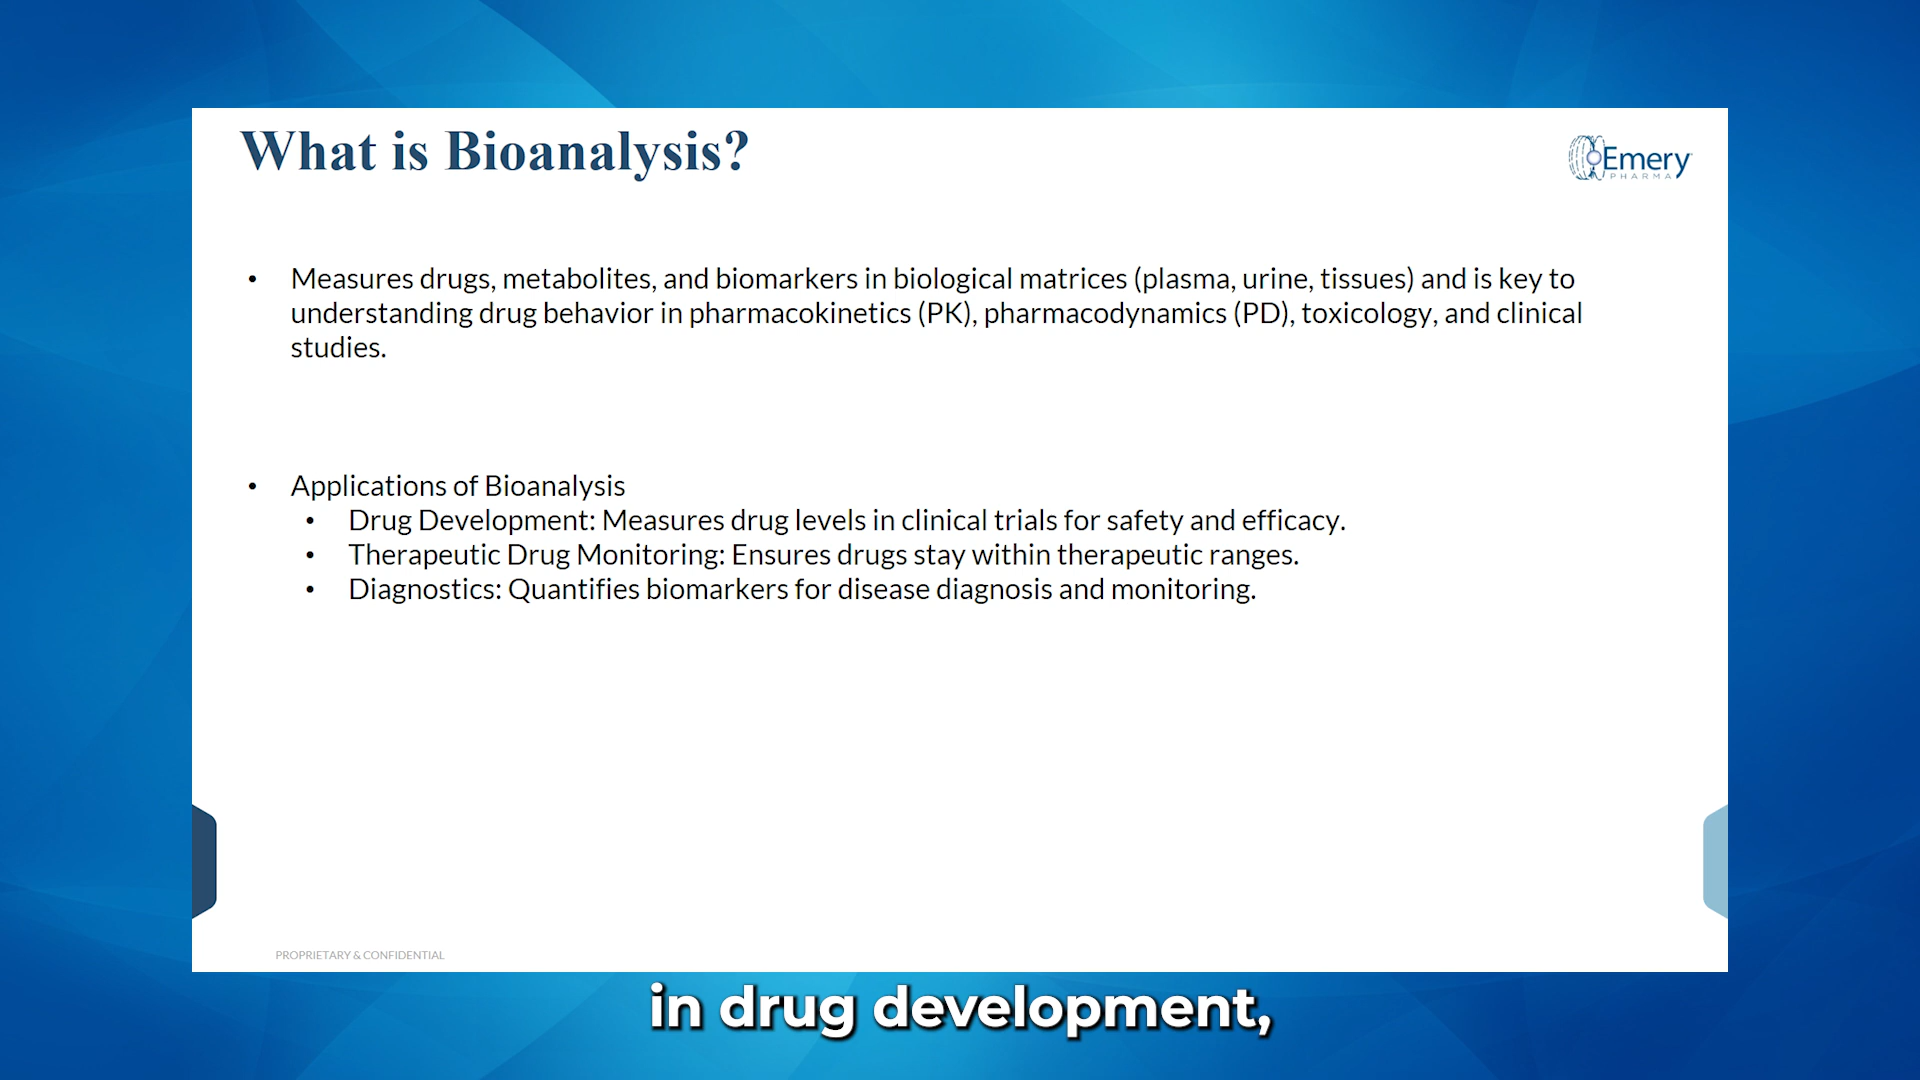 What is Bioanalysis?
Emery
PHARMA
• Measures drugs, metabolites, and biomarkers in biological matrices (plasma, urine, tissues) and is key to
understanding drug behavior in pharmacokinetics (PK), pharmacodynamics (PD), toxicology, and clinical
studies.
• Applications of Bioanalysis
• Drug Development: Measures drug levels in clinical trials for safety and efficacy.
• Therapeutic Drug Monitoring: Ensures drugs stay within therapeutic ranges.
• Diagnostics: Quantifies biomarkers for disease diagnosis and monitoring.
PROPRIETARY & CONFIDENTIAL
in drug development,